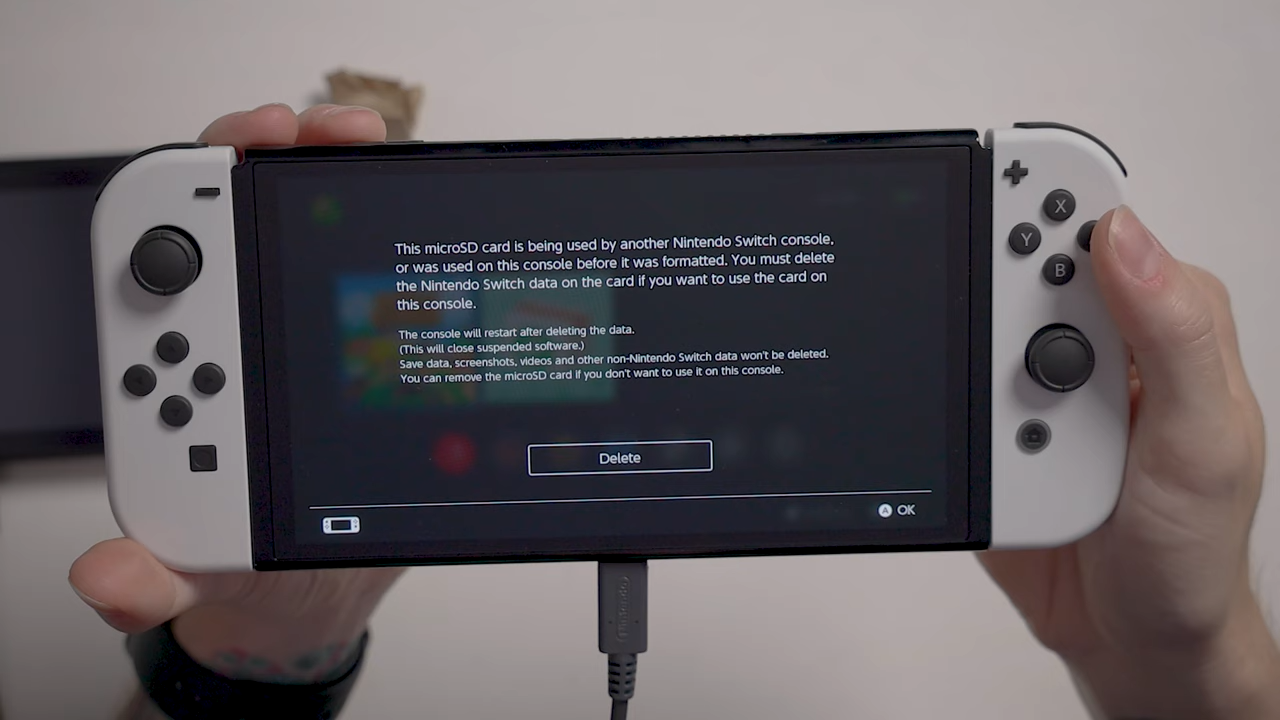 This microSD card is being used by another Nintendo Switch console,
or was used on this console before it was formatted. You must delete
the Nintendo Switch data on the card if you want to use the card on
this console.
The console will restart after deleting the data.
(This will close suspended software.)
Save data, screenshots, videos and other non-Nintendo Switch data won't be deleted.
You can remove the microSD card if you don't want to use it on this console.
Delete
A OK
X
Y
B
Nintendo